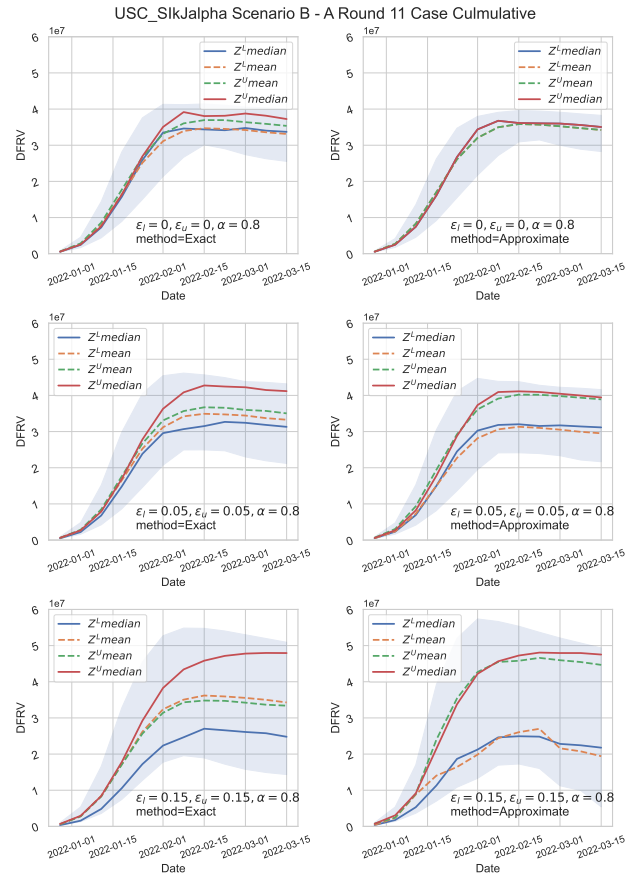 USC_SIkJalpha Scenario B - A Round 11 Case Culmulative
1e7
6
5
4
3
2
1
0
DFRV
Z^L median
Z^L mean
Z^U mean
Z^U median
ε_l = 0, ε_u = 0, α = 0.8
method=Exact
2022-01-01
2022-01-15
2022-02-01
2022-02-15
2022-03-01
2022-03-15
Date
1e7
6
5
4
3
2
1
0
DFRV
Z^L median
Z^L mean
Z^U mean
Z^U median
ε_l = 0, ε_u = 0, α = 0.8
method=Approximate
2022-01-01
2022-01-15
2022-02-01
2022-02-15
2022-03-01
2022-03-15
Date
1e7
6
5
4
3
2
1
0
DFRV
Z^L median
Z^L mean
Z^U mean
Z^U median
ε_l = 0.05, ε_u = 0.05, α = 0.8
method=Exact
2022-01-01
2022-01-15
2022-02-01
2022-02-15
2022-03-01
2022-03-15
Date
1e7
6
5
4
3
2
1
0
DFRV
Z^L median
Z^L mean
Z^U mean
Z^U median
ε_l = 0.05, ε_u = 0.05, α = 0.8
method=Approximate
2022-01-01
2022-01-15
2022-02-01
2022-02-15
2022-03-01
2022-03-15
Date
1e7
6
5
4
3
2
1
0
DFRV
Z^L median
Z^L mean
Z^U mean
Z^U median
ε_l = 0.15, ε_u = 0.15, α = 0.8
method=Exact
2022-01-01
2022-01-15
2022-02-01
2022-02-15
2022-03-01
2022-03-15
Date
1e7
6
5
4
3
2
1
0
DFRV
Z^L median
Z^L mean
Z^U mean
Z^U median
ε_l = 0.15, ε_u = 0.15, α = 0.8
method=Approximate
2022-01-01
2022-01-15
2022-02-01
2022-02-15
2022-03-01
2022-03-15
Date